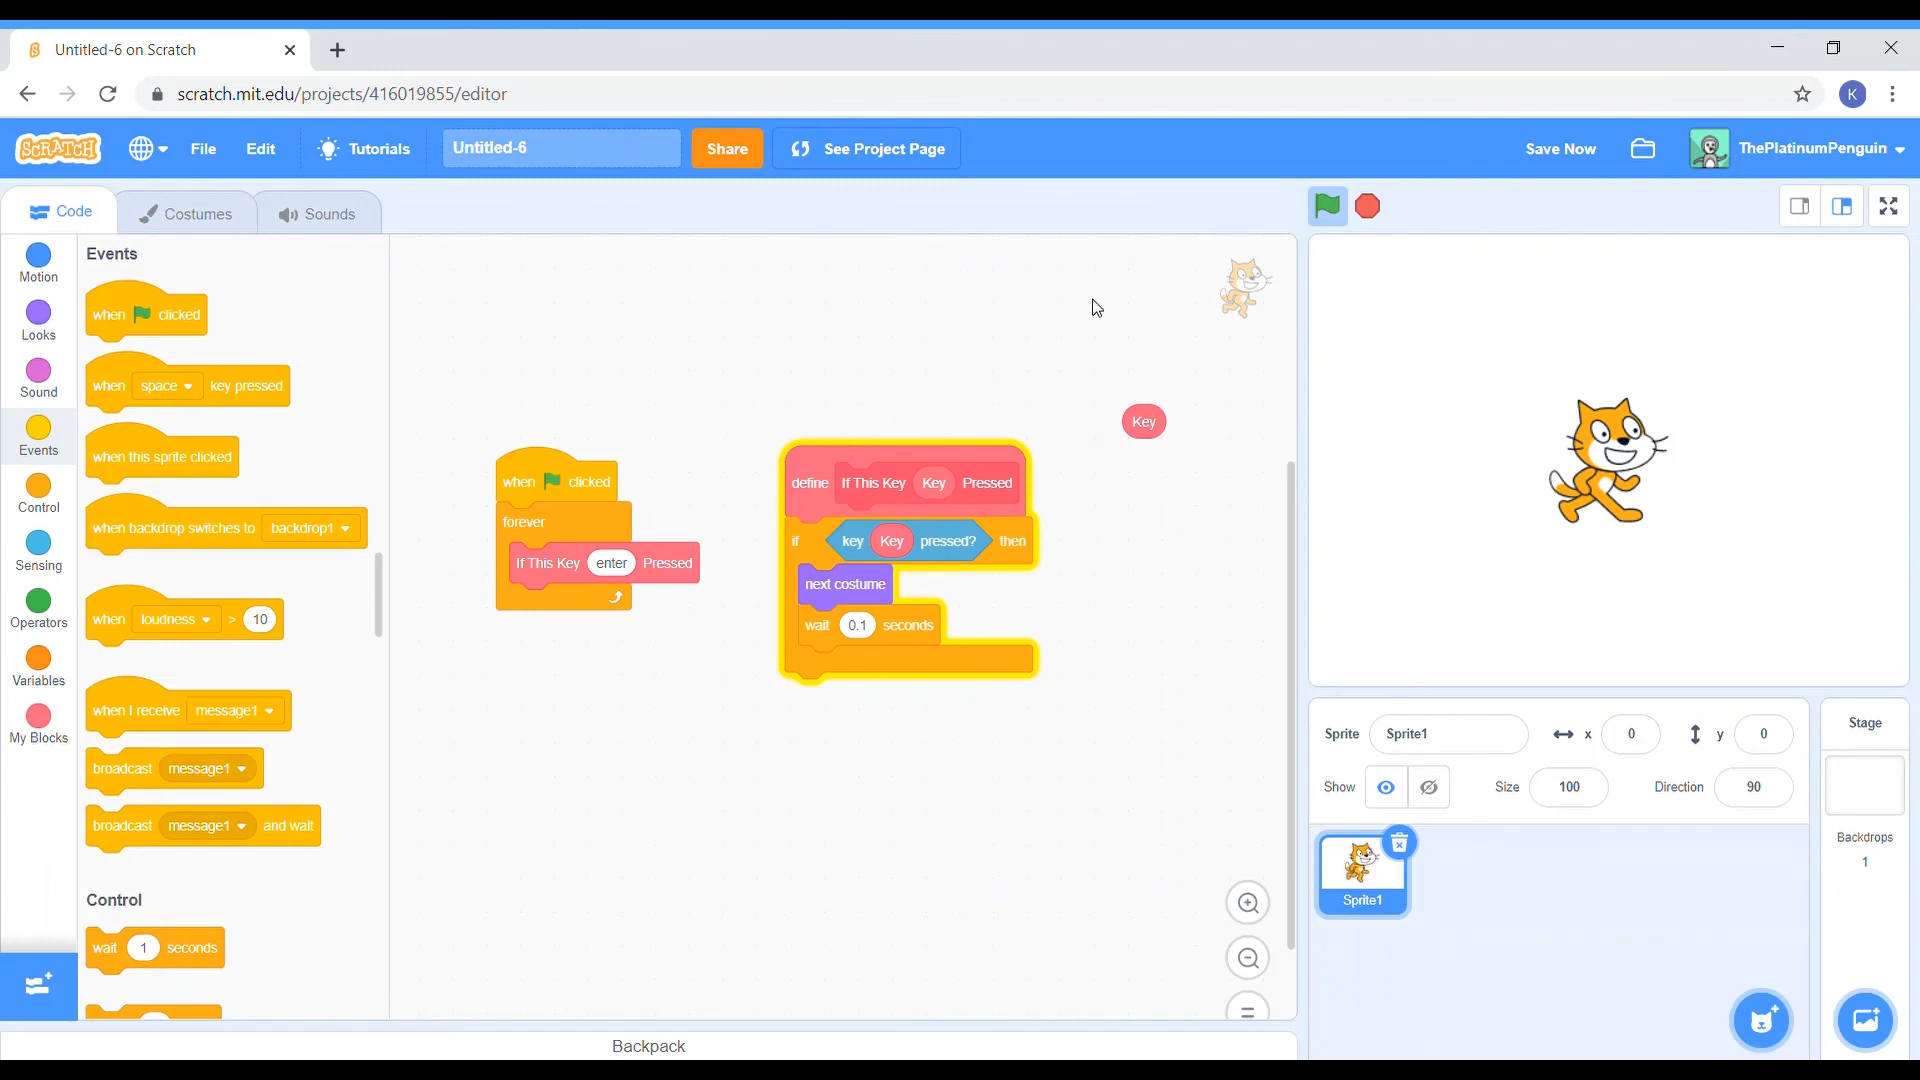 Untitled-6 on Scratch
scratch.mit.edu/projects/416019855/editor
K
SCRATCH
File
Edit
Tutorials
Untitled-6
Share
See Project Page
Save Now
ThePlatinumPenguin
Code
Costumes
Sounds
Motion
Looks
Sound
Events
Control
Sensing
Operators
Variables
My Blocks
Events
when clicked
when space key pressed
when this sprite clicked
when backdrop switches to backdrop1
when loudness > 10
when I receive message1
broadcast message1
broadcast message1 and wait
Control
wait 1 seconds
when clicked
forever
If This Key enter Pressed
define If This Key Key Pressed
if key Key pressed? then
next costume
wait 0.1 seconds
Key
Backpack
Sprite Sprite1 x 0 y 0
Show Size 100 Direction 90
Sprite1
Stage
Backdrops
1